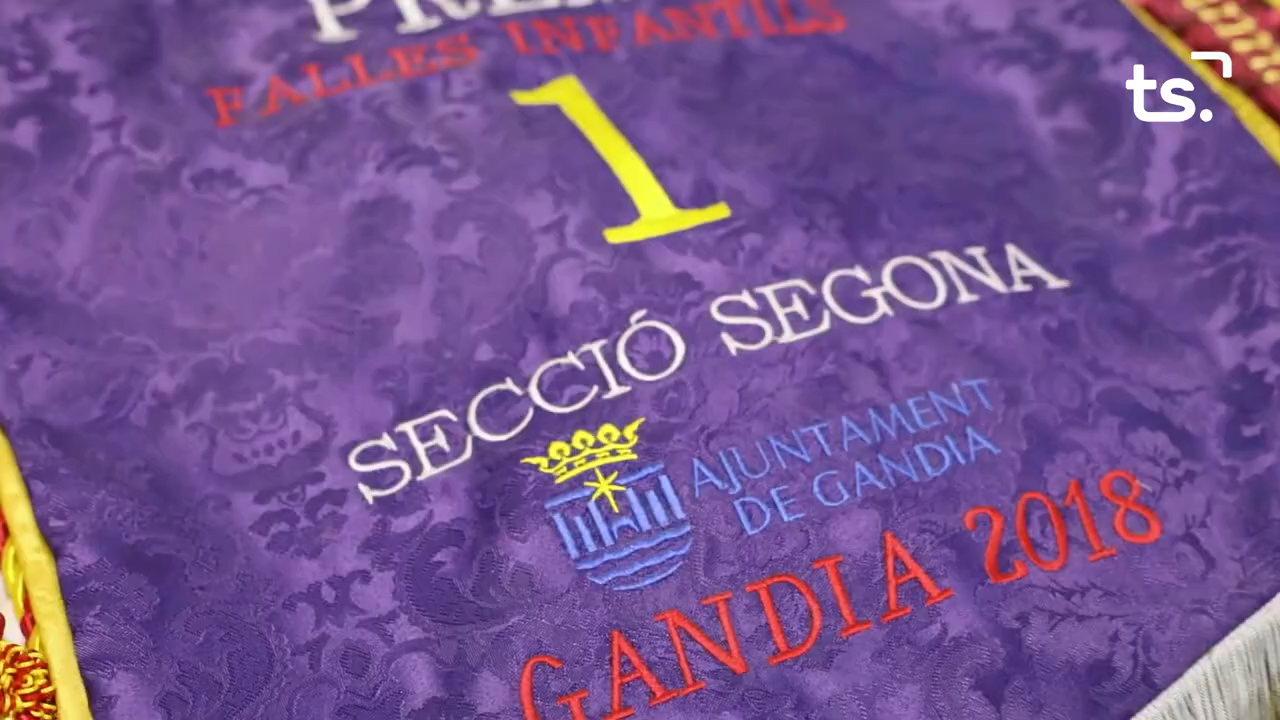 FALLES INFANTILS
1
SECCIÓ SEGONA
AJUNTAMENT
DE GANDIA
GANDIA 2018
ts.